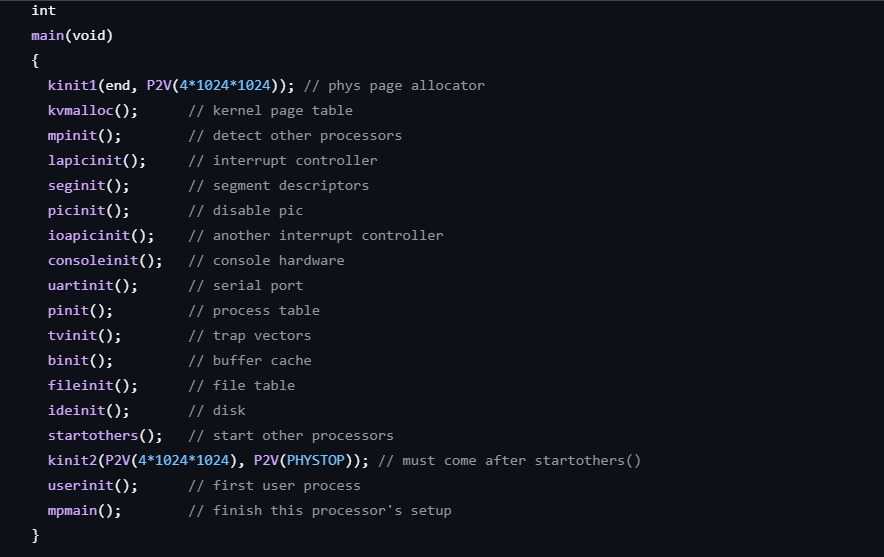 int
main(void)
{
  kinit1(end, P2V(4*1024*1024)); // phys page allocator
  kvmalloc();      // kernel page table
  mpinit();        // detect other processors
  lapicinit();     // interrupt controller
  seginit();       // segment descriptors
  picinit();       // disable pic
  ioapicinit();    // another interrupt controller
  consoleinit();   // console hardware
  uartinit();      // serial port
  pinit();         // process table
  tvinit();        // trap vectors
  binit();         // buffer cache
  fileinit();      // file table
  ideinit();       // disk
  startothers();   // start other processors
  kinit2(P2V(4*1024*1024), P2V(PHYSTOP)); // must come after startothers()
  userinit();      // first user process
  mpmain();        // finish this processor's setup
}